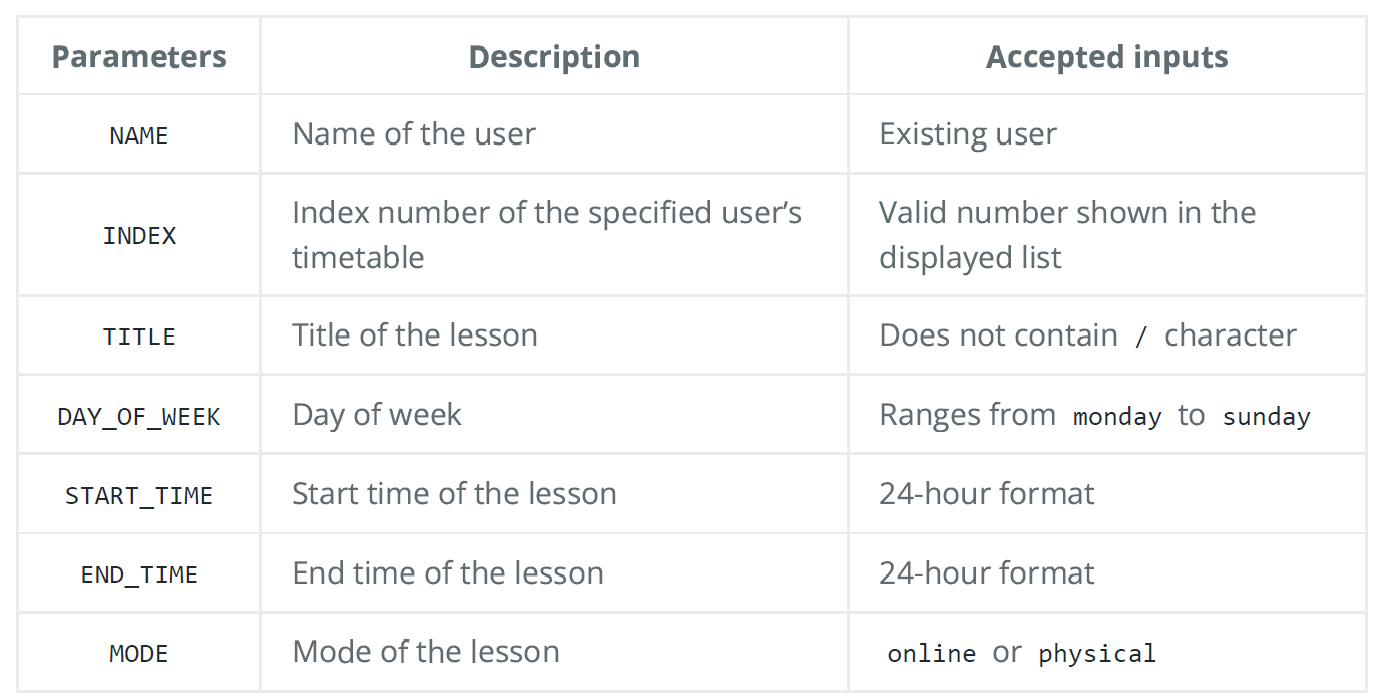 Parameters Description Accepted inputs
NAME Name of the user Existing user
INDEX Index number of the specified user’s timetable Valid number shown in the displayed list
TITLE Title of the lesson Does not contain / character
DAY_OF_WEEK Day of week Ranges from monday to sunday
START_TIME Start time of the lesson 24-hour format
END_TIME End time of the lesson 24-hour format
MODE Mode of the lesson online or physical